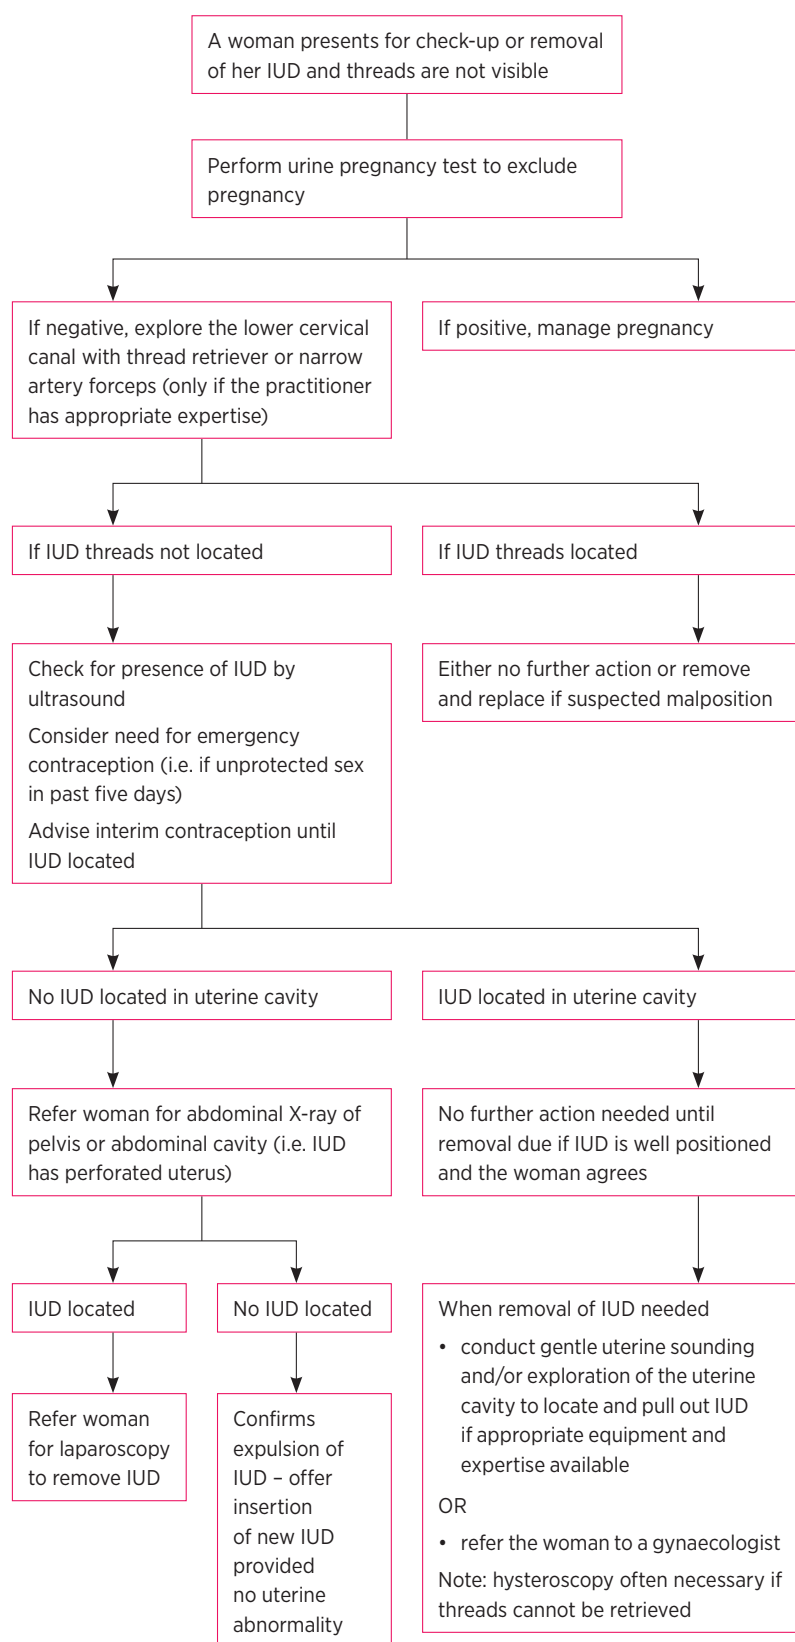 A woman presents for check-up or removal
of her IUD and threads are not visible
Perform urine pregnancy test to exclude
pregnancy
If negative, explore the lower cervical
canal with thread retriever or narrow
artery forceps (only if the practitioner
has appropriate expertise)
If positive, manage pregnancy
If IUD threads not located
If IUD threads located
Check for presence of IUD by
ultrasound
Consider need for emergency
contraception (i.e. if unprotected sex
in past five days)
Advise interim contraception until
IUD located
Either no further action or remove
and replace if suspected malposition
No IUD located in uterine cavity
IUD located in uterine cavity
Refer woman for abdominal X-ray of
pelvis or abdominal cavity (i.e. IUD
has perforated uterus)
No further action needed until
removal due if IUD is well positioned
and the woman agrees
IUD located
No IUD located
Refer woman
for laparoscopy
to remove IUD
Confirms
expulsion of
IUD – offer
insertion
of new IUD
provided
no uterine
abnormality
When removal of IUD needed
• conduct gentle uterine sounding
and/or exploration of the uterine
cavity to locate and pull out IUD
if appropriate equipment and
expertise available
OR
• refer the woman to a gynaecologist
Note: hysteroscopy often necessary if
threads cannot be retrieved